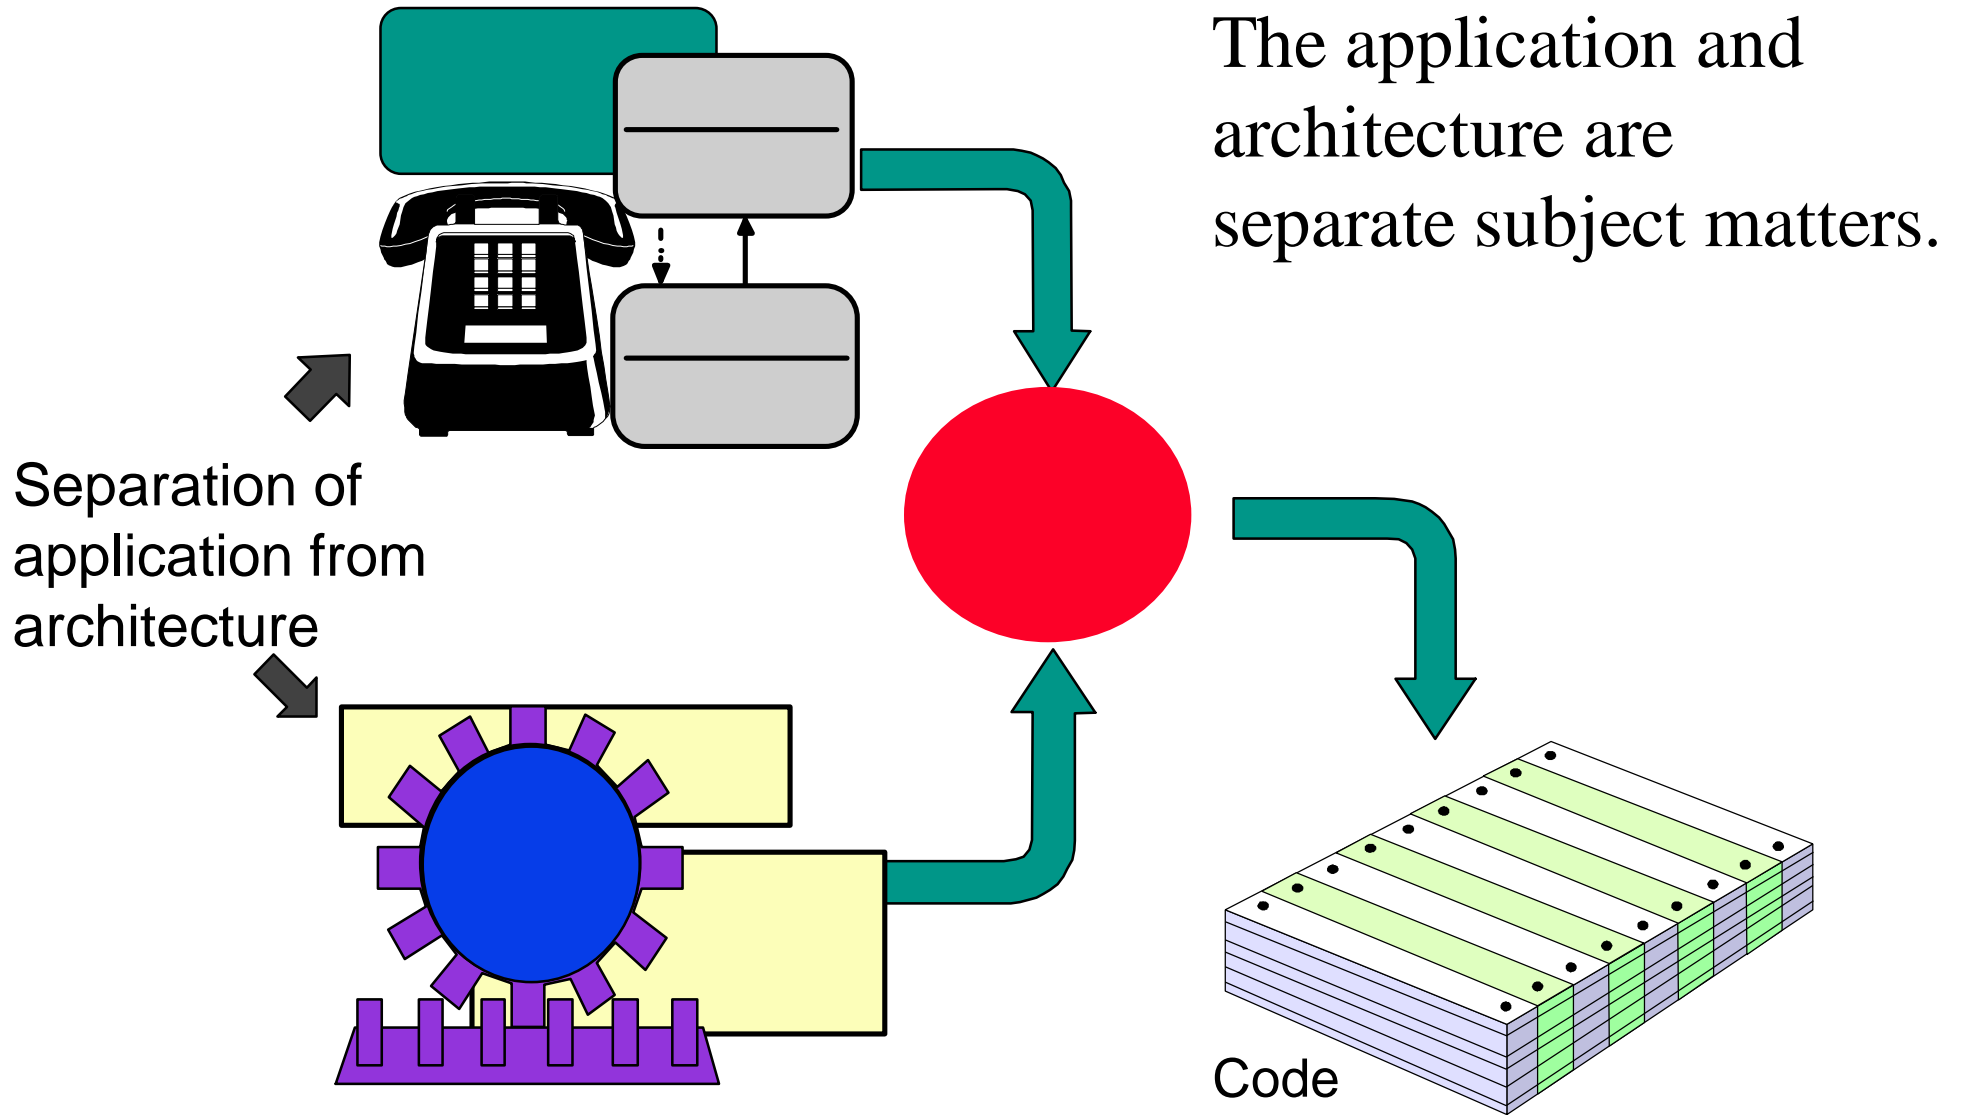 The application and
architecture are
separate subject matters.
Separation of
application from
architecture
Code